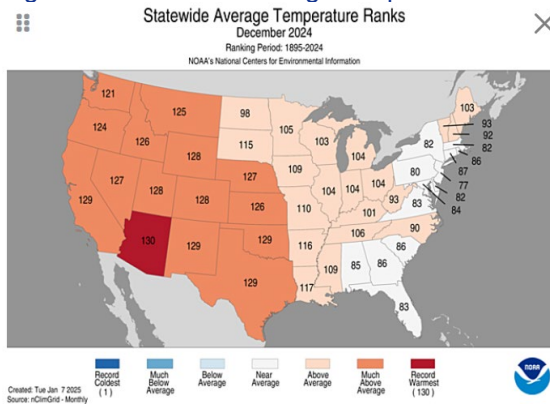 Statewide Average Temperature Ranks
December 2024
Ranking Period: 1895-2024
NOAA's National Centers for Environmental Information
121
125
98
105
103
103
93
92
82
86
87
77
82
84
124
126
115
128
109
104
82
80
127
129
127
128
128
126
110
104
104
104
93
83
101
130
129
129
116
106
90
129
117
109
85
86
86
83
Record
Coldest
(1)
Much
Below
Average
Below
Average
Near
Average
Above
Average
Much
Above
Average
Record
Warmest
(130)
NOAA
Created: Tue Jan 7 2025
Source: nClimGrid - Monthly